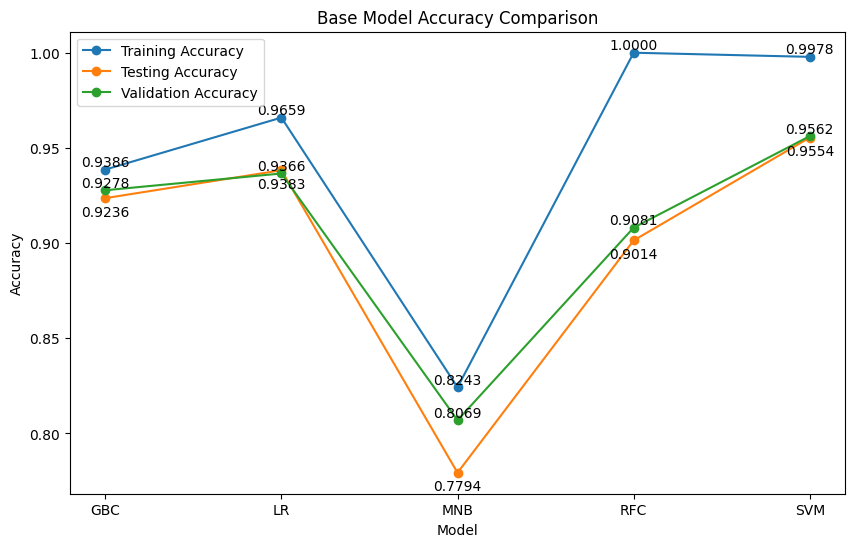 Base Model Accuracy Comparison
Training Accuracy
Testing Accuracy
Validation Accuracy
1.00
0.95
0.90
0.85
0.80
Accuracy
0.9386
0.9278
0.9236
0.9659
0.9366
0.9383
0.8243
0.8069
0.7794
1.0000
0.9081
0.9014
0.9978
0.9562
0.9554
GBC
LR
MNB
RFC
SVM
Model